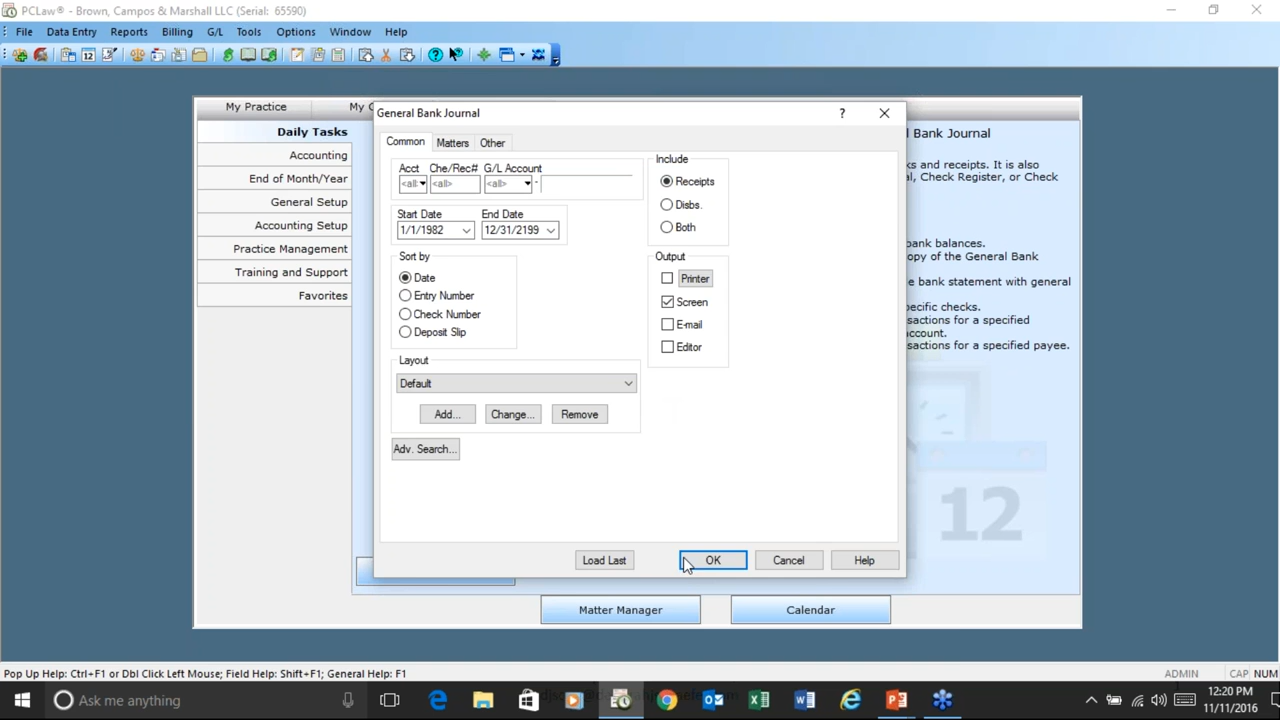 PCLaw® - Brown, Campos & Marshall LLC (Serial: 65590)
File Data Entry Reports Billing G/L Tools Options Window Help
My Practice
Daily Tasks
Accounting
End of Month/Year
General Setup
Accounting Setup
Practice Management
Training and Support
Favorites
General Bank Journal
Common Matters Other
Acct Che/Rec# G/L Account
<all> <all> -
Start Date End Date
1/1/1982 12/31/2199
Sort by
Date
Entry Number
Check Number
Deposit Slip
Layout
Default
Add... Change... Remove
Adv. Search...
Include
Receipts
Disbs.
Both
Output
Printer
Screen
E-mail
Editor
Load Last OK Cancel Help
l Bank Journal
ks and receipts. It is also
al, Check Register, or Check
bank balances.
opy of the General Bank
e bank statement with general
pecific checks.
sactions for a specified
account.
sactions for a specified payee.
12
Matter Manager Calendar
Pop Up Help: Ctrl+F1 or Dbl Click Left Mouse; Field Help: Shift+F1; General Help: F1
ADMIN CAP NUM
Ask me anything
12:20 PM
11/11/2016